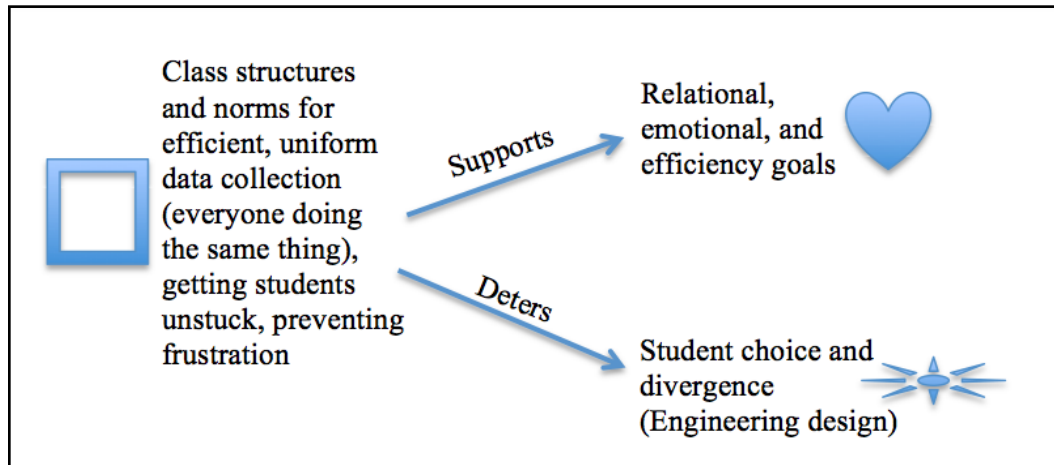 Class structures
and norms for
efficient, uniform
data collection
(everyone doing
the same thing),
getting students
unstuck, preventing
frustration
Supports
Relational,
emotional, and
efficiency goals
Deters
Student choice and
divergence
(Engineering design)